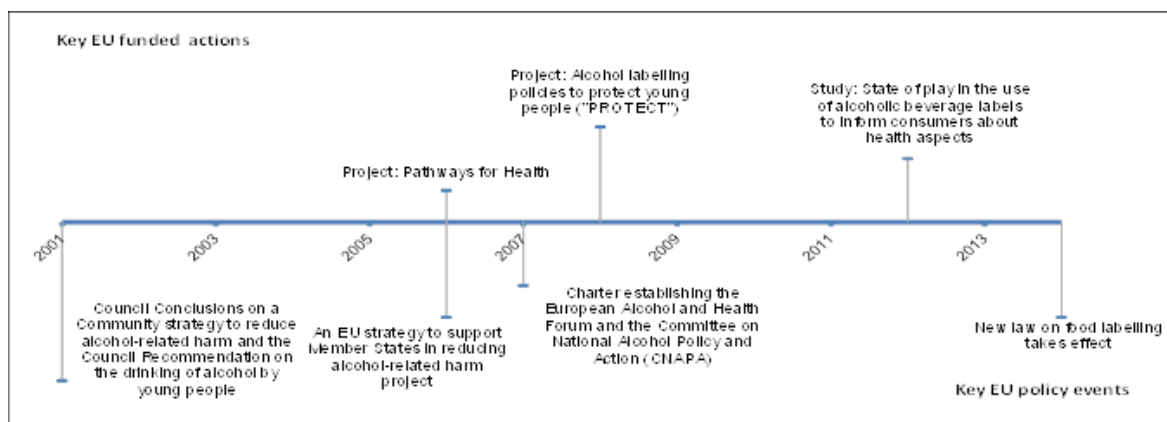 Key EU funded actions
Project: Alcohol labelling
policies to protect young
people ("PROTECT")
Study: State of play in the use
of alcoholic beverage labels
to inform consumers about
health aspects
Project: Pathways for Health
2001
2003
2005
2007
2009
2011
2013
Council Conclusions on a
Community strategy to reduce
alcohol-related harm and the
Council Recommendation on
the drinking of alcohol by
young people
An EU strategy to support
Member States in reducing
alcohol-related harm
project
Charter establishing the
European Alcohol and Health
Forum and the Committee on
National Alcohol Policy and
Action (CNAPA)
New law on food labelling
takes effect
Key EU policy events